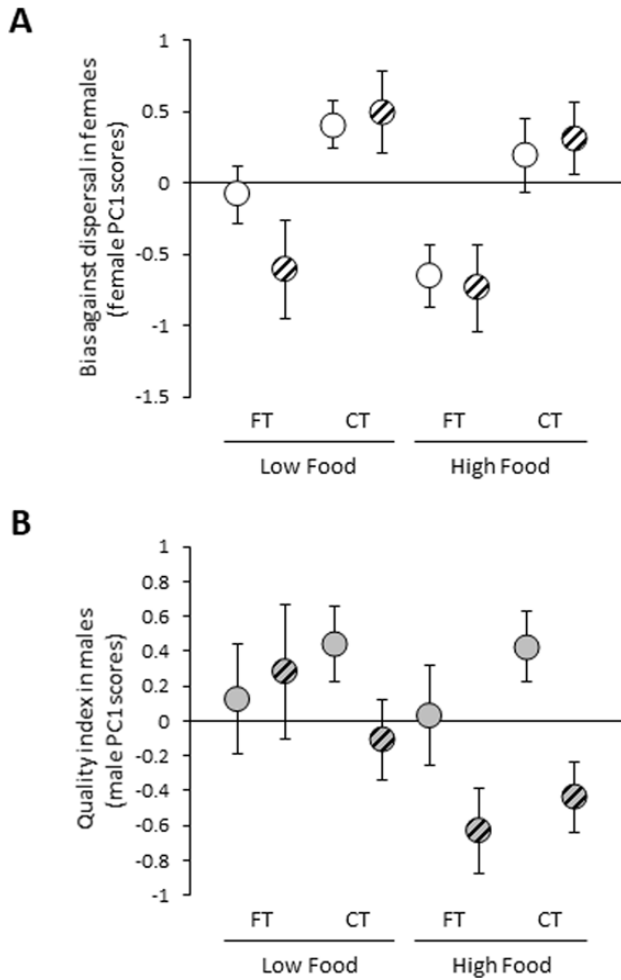 A
Bias against dispersal in females
(female PC1 scores)
1
0.5
0
-0.5
-1
-1.5
FT CT FT CT
Low Food High Food
B
Quality index in males
(male PC1 scores)
1
0.8
0.6
0.4
0.2
0
-0.2
-0.4
-0.6
-0.8
-1
FT CT FT CT
Low Food High Food